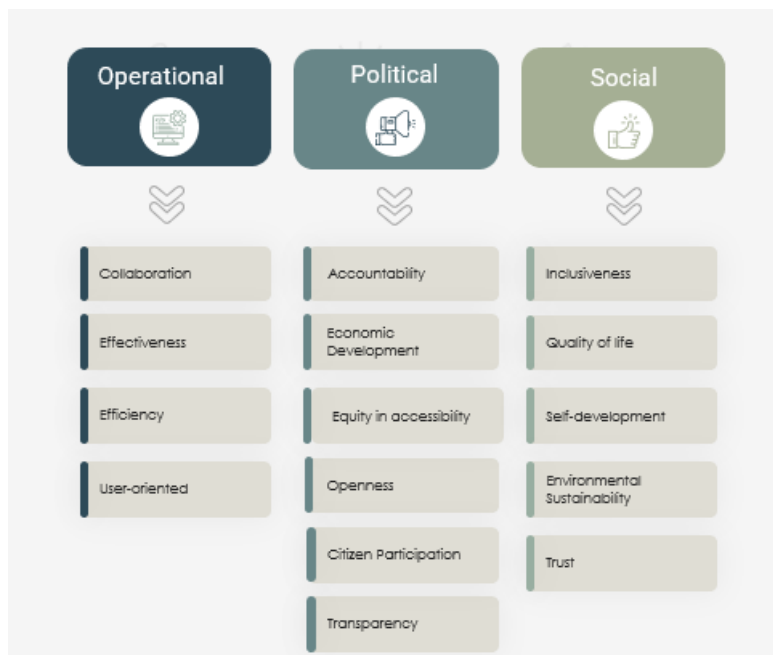 Operational
Political
Social
Collaboration
Effectiveness
Efficiency
User-oriented
Accountability
Economic
Development
Equity in accessibility
Openness
Citizen Participation
Transparency
Inclusiveness
Quality of life
Self-development
Environmental
Sustainability
Trust